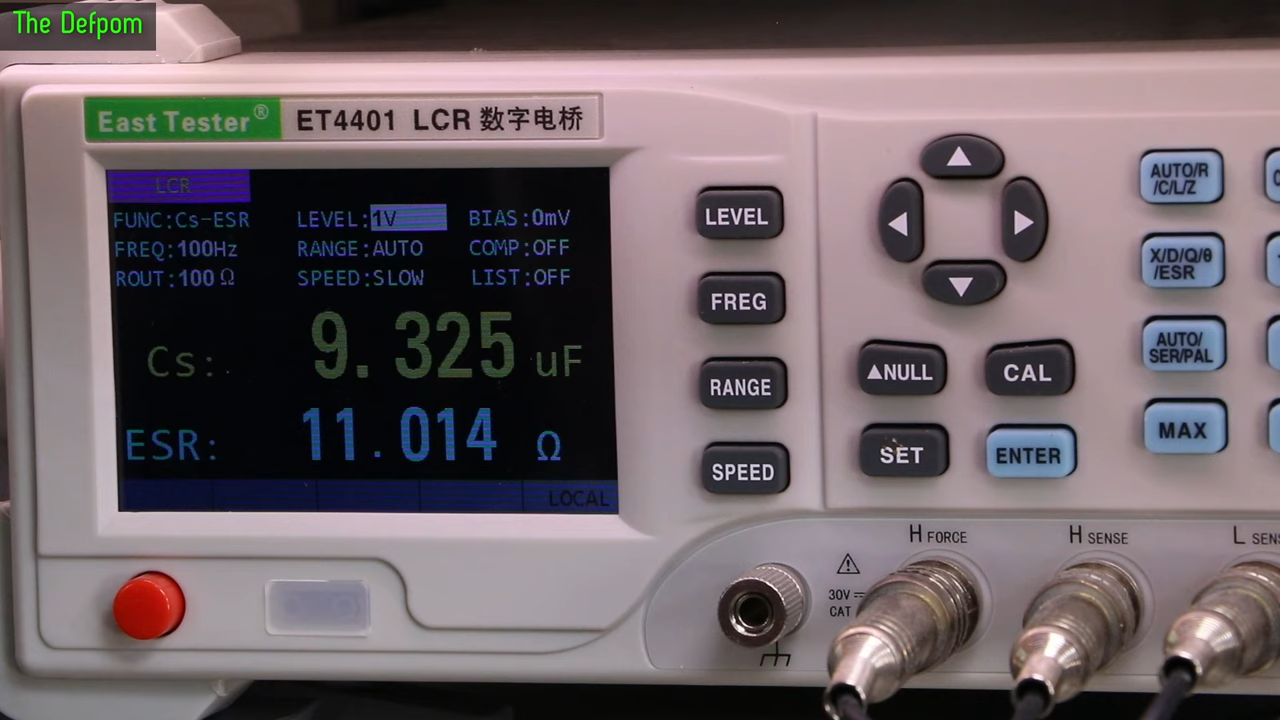 The Defpom
East Tester® ET4401 LCR 数字电桥
LCR
FUNC:Cs-ESR LEVEL:1V BIAS:0mV
FREQ:100Hz RANGE:AUTO COMP:OFF
ROUT:100 Ω SPEED:SLOW LIST:OFF
Cs: 9.325 uF
ESR: 11.014 Ω
LOCAL
LEVEL
FREG
RANGE
SPEED
▲
◀ ▶
▼
▲NULL CAL
SET ENTER
AUTO/R
/C/L/Z
X/D/Q/θ
/ESR
AUTO/
SER/PAL
MAX
H FORCE H SENSE
30V
CAT